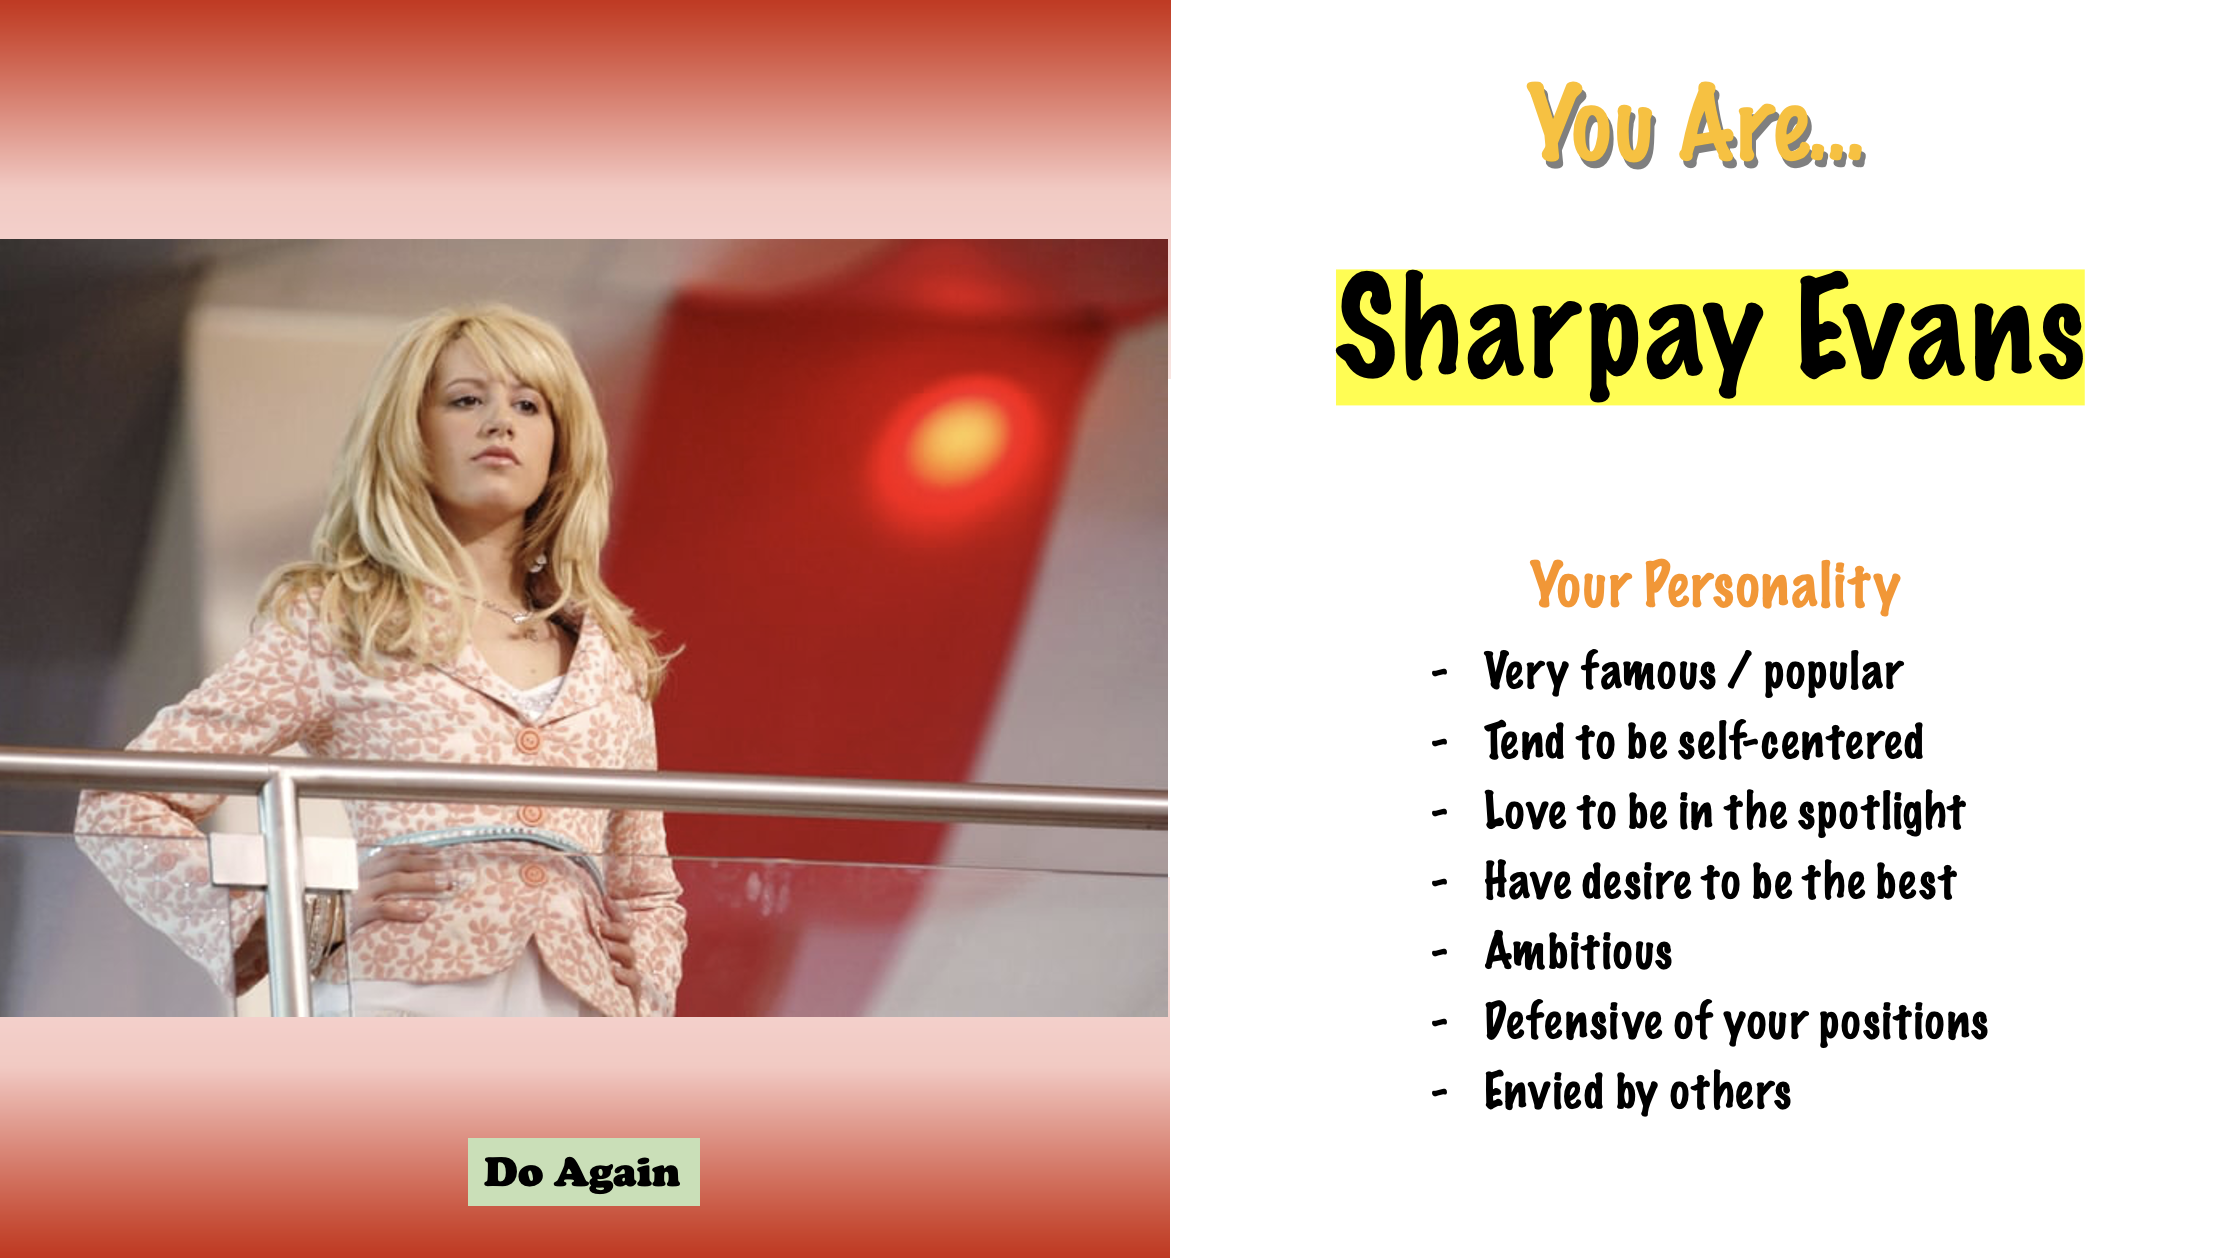 You Are...
Sharpay Evans
Your Personality
- Very famous / popular
- Tend to be self-centered
- Love to be in the spotlight
- Have desire to be the best
- Ambitious
- Defensive of your positions
- Envied by others
Do Again